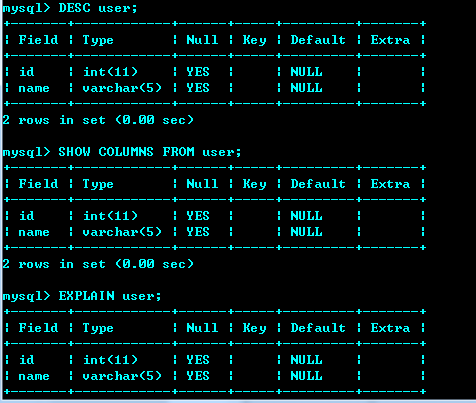 mysql> DESC user;
+-------+------------+------+-----+---------+-------+
| Field | Type       | Null | Key | Default | Extra |
+-------+------------+------+-----+---------+-------+
| id    | int(11)    | YES  |     | NULL    |       |
| name  | varchar(5) | YES  |     | NULL    |       |
+-------+------------+------+-----+---------+-------+
2 rows in set (0.00 sec)
mysql> SHOW COLUMNS FROM user;
+-------+------------+------+-----+---------+-------+
| Field | Type       | Null | Key | Default | Extra |
+-------+------------+------+-----+---------+-------+
| id    | int(11)    | YES  |     | NULL    |       |
| name  | varchar(5) | YES  |     | NULL    |       |
+-------+------------+------+-----+---------+-------+
2 rows in set (0.00 sec)
mysql> EXPLAIN user;
+-------+------------+------+-----+---------+-------+
| Field | Type       | Null | Key | Default | Extra |
+-------+------------+------+-----+---------+-------+
| id    | int(11)    | YES  |     | NULL    |       |
| name  | varchar(5) | YES  |     | NULL    |       |
+-------+------------+------+-----+---------+-------+